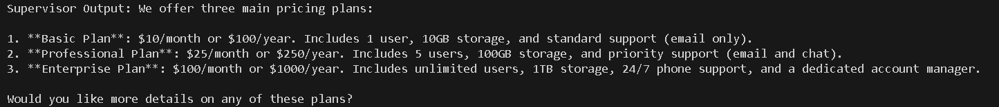 Supervisor Output: We offer three main pricing plans:
1. **Basic Plan**: $10/month or $100/year. Includes 1 user, 10GB storage, and standard support (email only).
2. **Professional Plan**: $25/month or $250/year. Includes 5 users, 100GB storage, and priority support (email and chat).
3. **Enterprise Plan**: $100/month or $1000/year. Includes unlimited users, 1TB storage, 24/7 phone support, and a dedicated account manager.
Would you like more details on any of these plans?